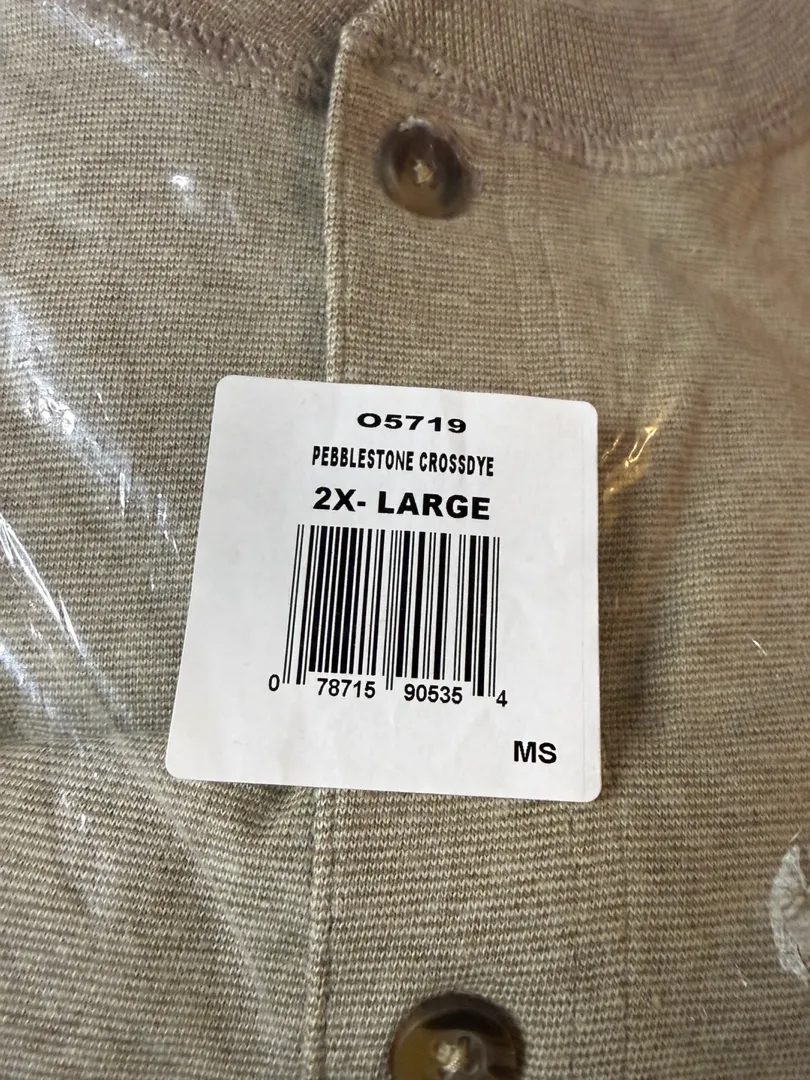 O5719
PEBBLESTONE CROSSDYE
2X- LARGE
0 78715 90535 4
MS